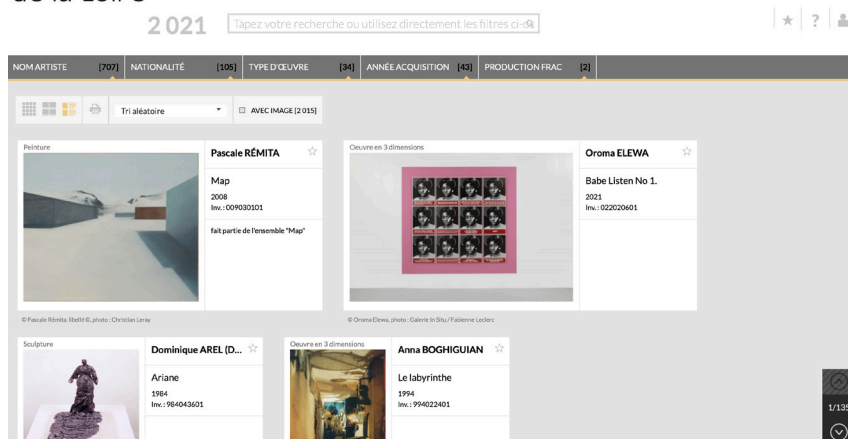 de la Loire
2 021
Tapez votre recherche ou utilisez directement les filtres ci-de
?
NOM ARTISTE [707]
NATIONALITÉ [105]
TYPE D'ŒUVRE [34]
ANNÉE ACQUISITION [43]
PRODUCTION FRAC [2]
Tri aléatoire
AVEC IMAGE [2 015]
Peinture
Pascale RÉMITA
Map
2008
Inv. : 009030101
fait partie de l'ensemble "Map"
© Pascale Rémita, libellé ©, photo : Christian Leray
Oeuvre en 3 dimensions
Oroma ELEWA
Babe Listen No 1.
2021
Inv. : 022020601
© Oroma Elewa, photo : Galerie In Situ / Fabienne Leclerc
Sculpture
Dominique AREL (D...
Ariane
1984
Inv. : 984043601
Oeuvre en 3 dimensions
Anna BOGHIGUIAN
Le labyrinthe
1994
Inv. : 994022401
1/135